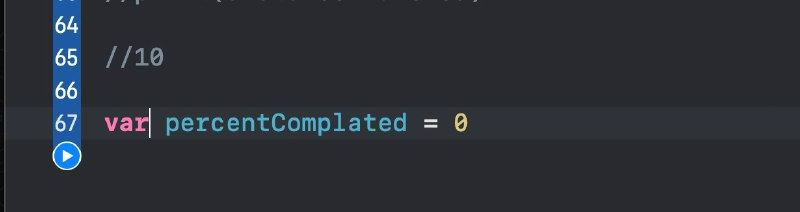 64
65 //10
66
67 var percentComplated = 0